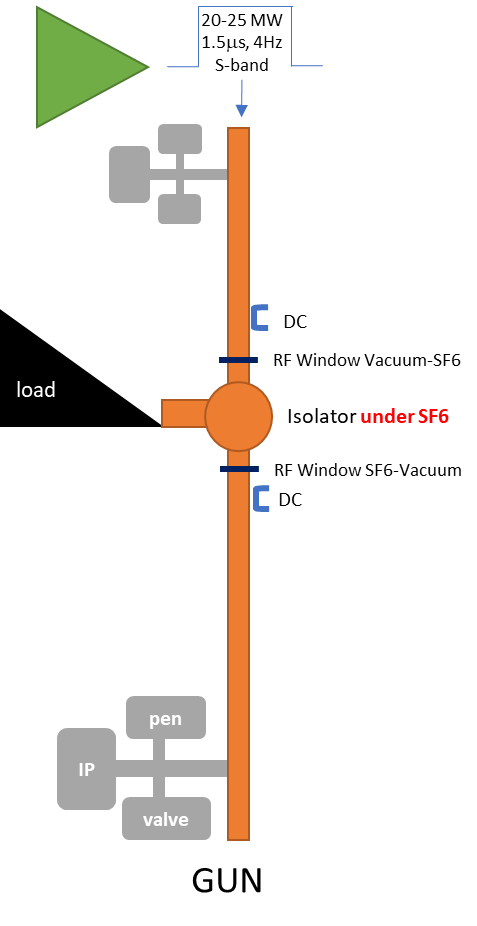 20-25 MW
1.5µs, 4Hz
S-band
DC
RF Window Vacuum-SF6
load
Isolator under SF6
RF Window SF6-Vacuum
DC
pen
IP
valve
GUN